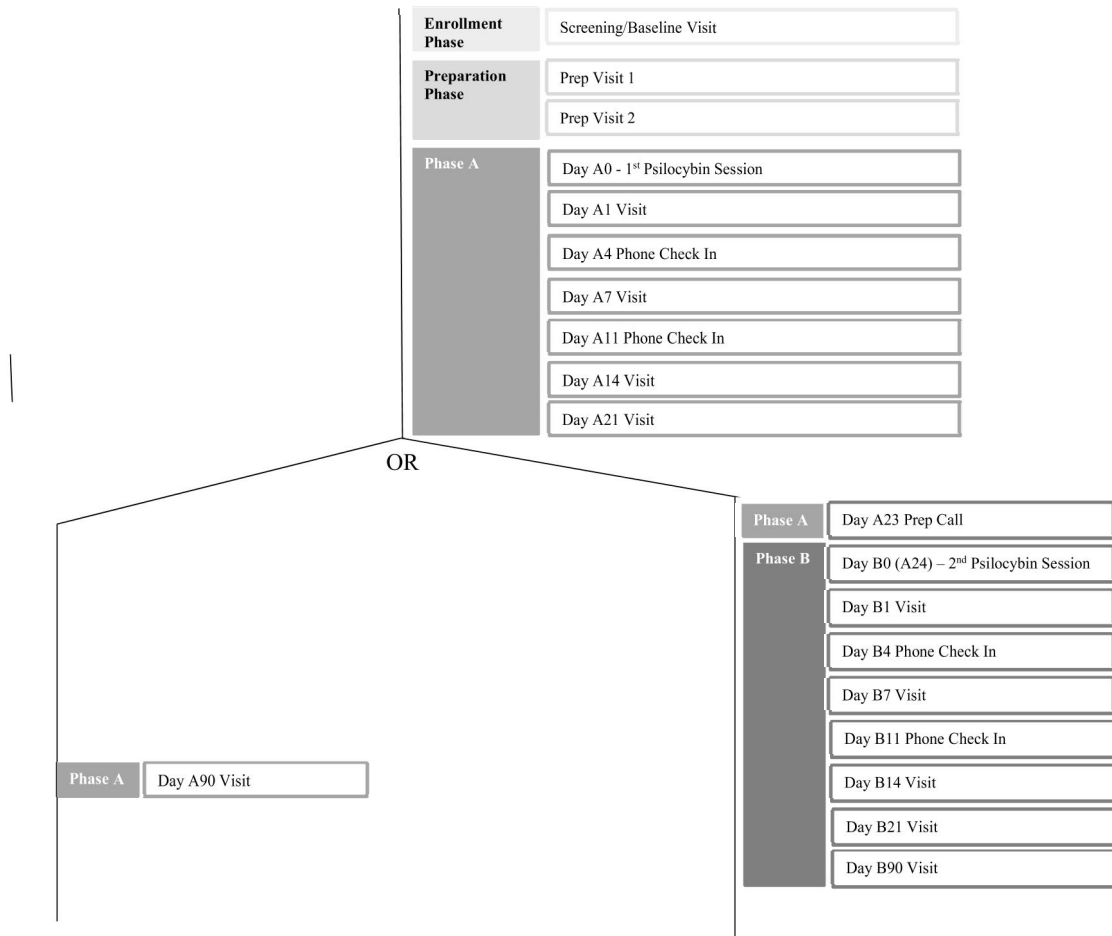 Enrollment
Phase
Screening/Baseline Visit
Preparation
Phase
Prep Visit 1
Prep Visit 2
Phase A
Day A0 - 1st Psilocybin Session
Day A1 Visit
Day A4 Phone Check In
Day A7 Visit
Day A11 Phone Check In
Day A14 Visit
Day A21 Visit
OR
Phase A
Day A90 Visit
Phase A
Day A23 Prep Call
Phase B
Day B0 (A24) – 2nd Psilocybin Session
Day B1 Visit
Day B4 Phone Check In
Day B7 Visit
Day B11 Phone Check In
Day B14 Visit
Day B21 Visit
Day B90 Visit